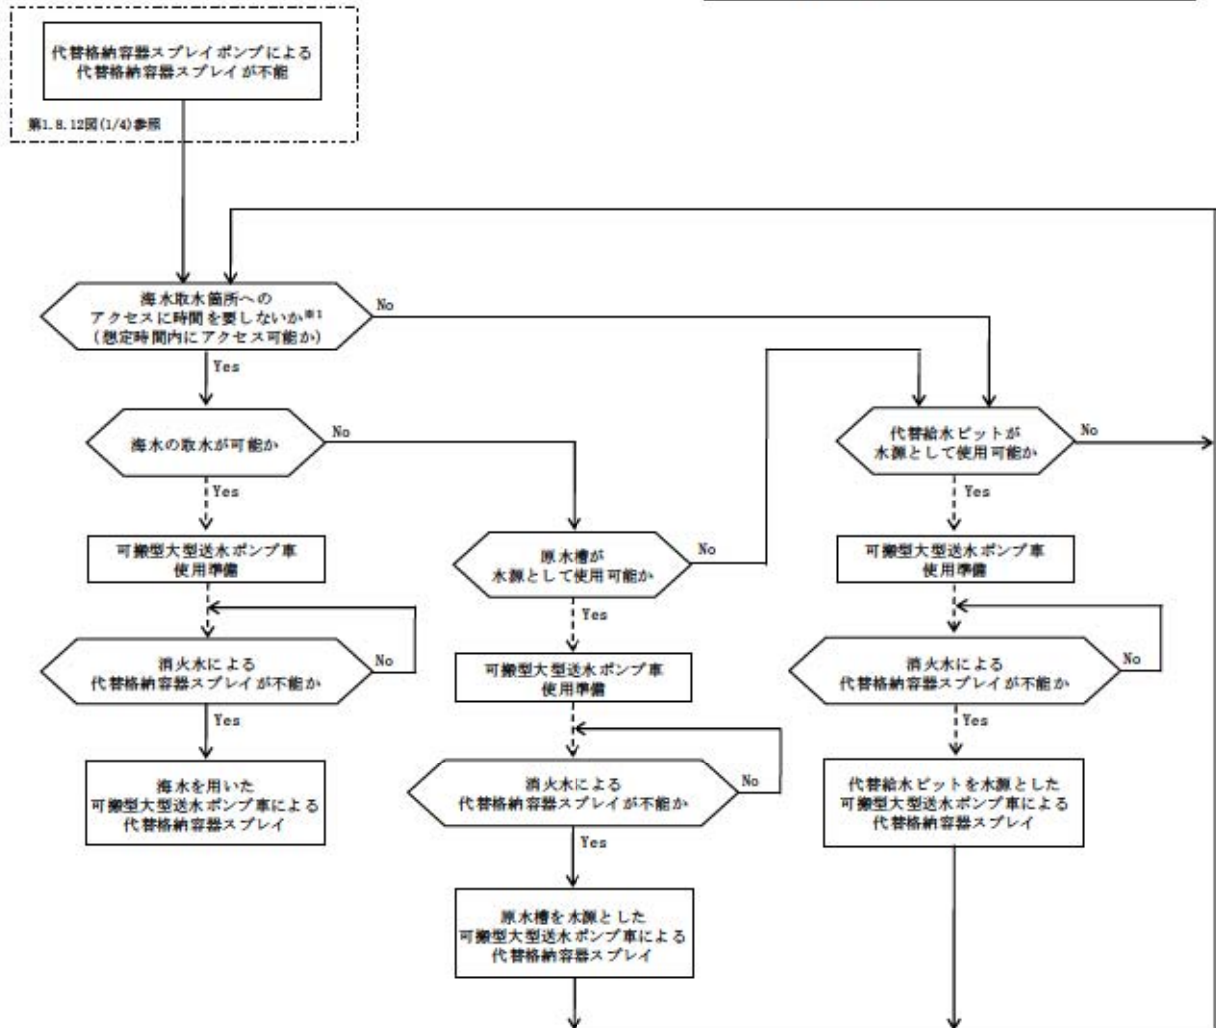 代替格納容器スプレイポンプによる
代替格納容器スプレイが不能
第1.8.12図(1/4)参照
海水取水箇所への
アクセスに時間を要しないか※1
(想定時間内にアクセス可能か)
No
Yes
海水の取水が可能か
No
Yes
可搬型大型送水ポンプ車
使用準備
消火水による
代替格納容器スプレイが不能か
No
Yes
海水を用いた
可搬型大型送水ポンプ車による
代替格納容器スプレイ
原水槽が
水源として使用可能か
No
Yes
可搬型大型送水ポンプ車
使用準備
消火水による
代替格納容器スプレイが不能か
No
Yes
原水槽を水源とした
可搬型大型送水ポンプ車による
代替格納容器スプレイ
代替給水ピットが
水源として使用可能か
No
Yes
可搬型大型送水ポンプ車
使用準備
消火水による
代替格納容器スプレイが不能か
No
Yes
代替給水ピットを水源とした
可搬型大型送水ポンプ車による
代替格納容器スプレイ